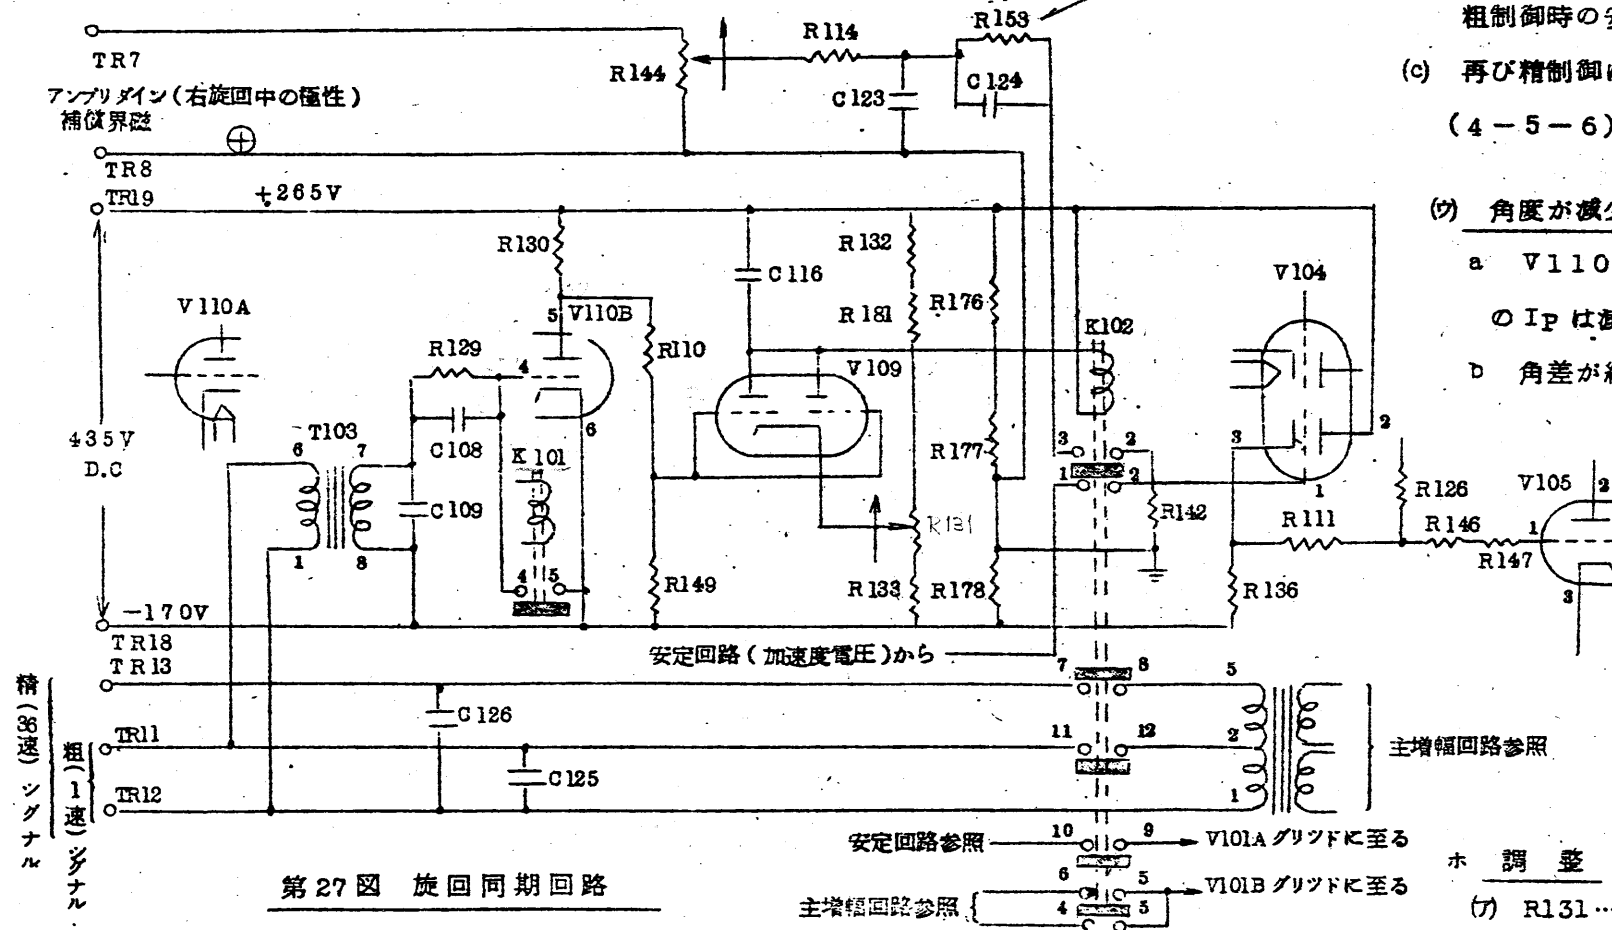 R153
粗制御時の
TR7
R144
R114
C123
C124
(c) 再び精制御
(4-5-6)
アンプリダイン(右旋回中の極性)
補償界磁
TR8
TR19
+265V
(ウ) 角度が減
a V110
のIPは
b 角差が
R130
C116
R132
R181
R176
V104
K102
V110A
5
V110B
R129
4
R110
V109
6
435V
D.C
6
T103
7
C108
K101
C109
1
8
4
5
R149
R131
R133
R177
R178
3
2
1
2
R142
3
2
1
R126
R111
R146
R147
V105
2
1
3
R136
-170V
TR18
TR13
安定回路(加速度電圧)から
7
8
5
C126
TR11
11
12
2
主増幅回路参照
C125
TR12
1
精(36速)シグナル
粗(1速)シグナル
安定回路参照
10
9
V101Aグリツドに至る
6
5
V101Bグリツドに至る
主増幅回路参照
4
5
第27図 旋回同期回路
ホ 調整
(ア) R131…